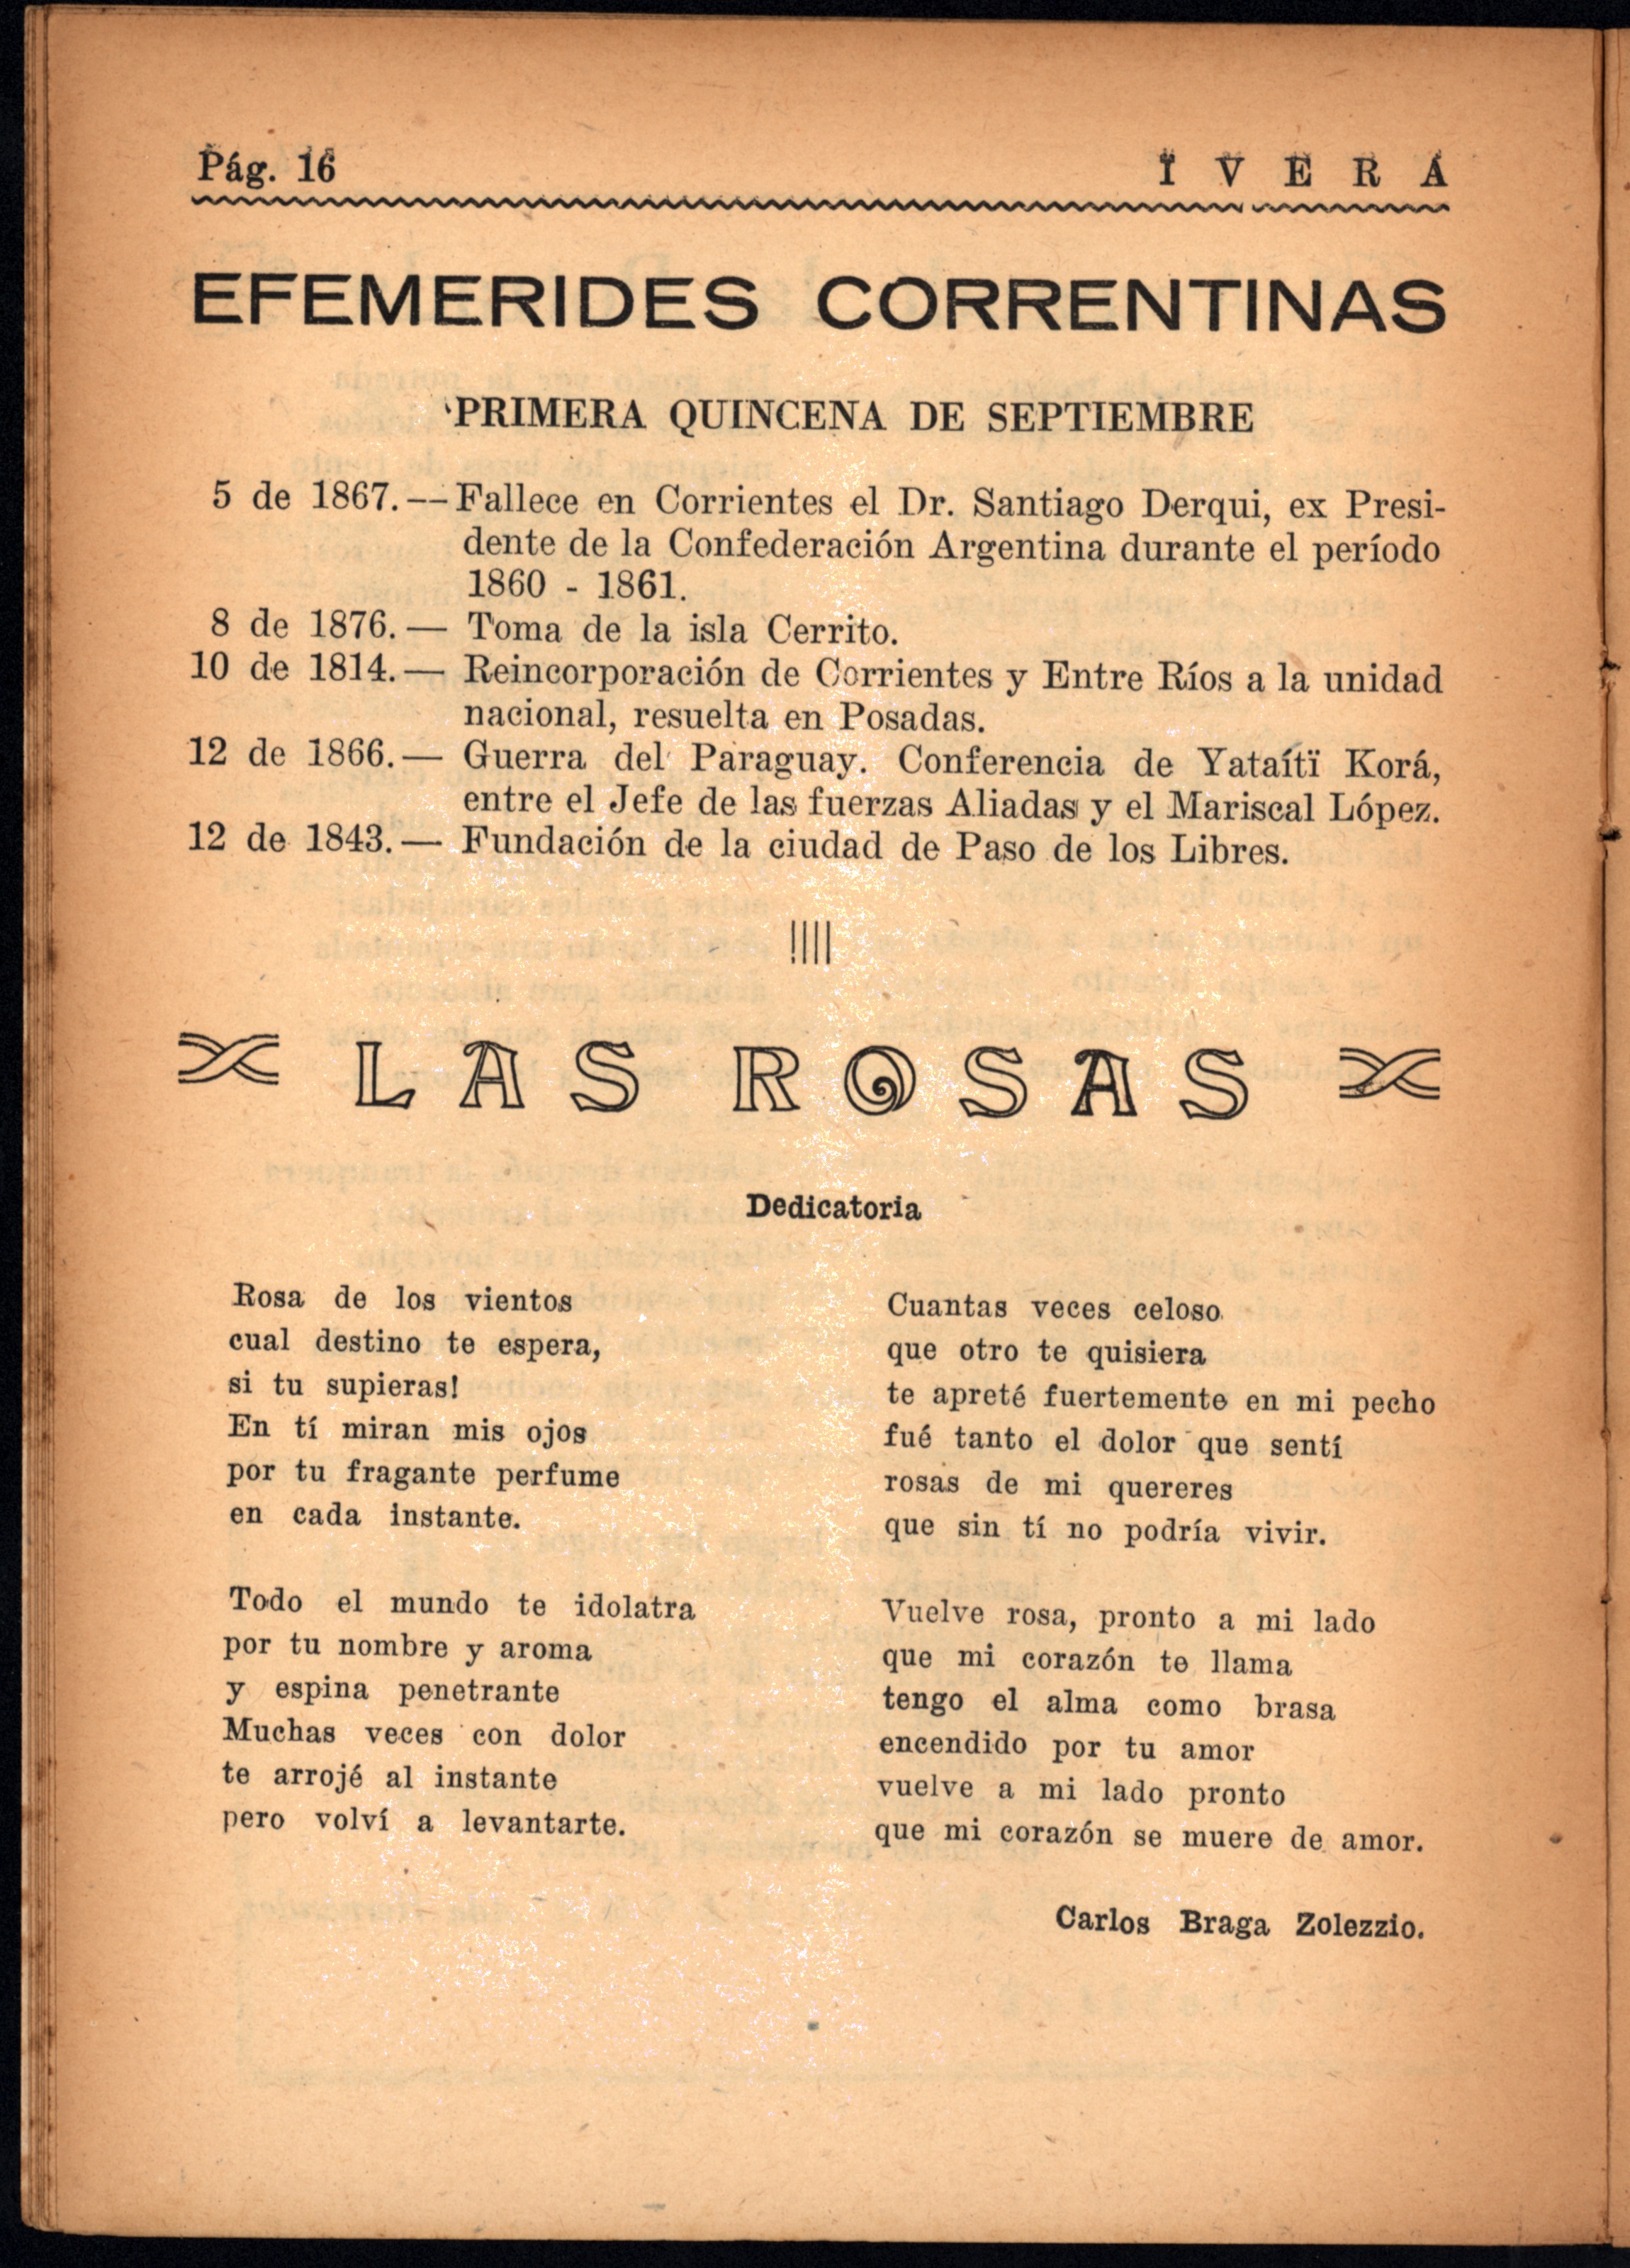 Pág. 16
Ï V E R Á
EFEMERIDES CORRENTINAS
PRIMERA QUINCENA DE SEPTIEMBRE
5 de 1867.—Fallece en Corrientes el Dr. Santiago Derqui, ex Presi-
dente de la Confederación Argentina durante el período
1860 - 1861.
8 de 1876.— Toma de la isla Cerrito.
10 de 1814.— Reincorporación de Corrientes y Entre Ríos a la unidad
nacional, resuelta en Posadas.
12 de 1866.— Guerra del Paraguay. Conferencia de Yataítï Korá,
entre el Jefe de las fuerzas Aliadas y el Mariscal López.
12 de 1843.— Fundación de la ciudad de Paso de los Libres.
LAS ROSAS
Dedicatoria
Rosa de los vientos
cual destino te espera,
si tu supieras!
En tí miran mis ojos
por tu fragante perfume
en cada instante.
Todo el mundo te idolatra
por tu nombre y aroma
y espina penetrante
Muchas veces con dolor
te arrojé al instante
pero volví a levantarte.
Cuantas veces celoso
que otro te quisiera
te apreté fuertemente en mi pecho
fué tanto el dolor que sentí
rosas de mi quereres
que sin tí no podría vivir.
Vuelve rosa, pronto a mi lado
que mi corazón te llama
tengo el alma como brasa
encendido por tu amor
vuelve a mi lado pronto
que mi corazón se muere de amor.
Carlos Braga Zolezzio.